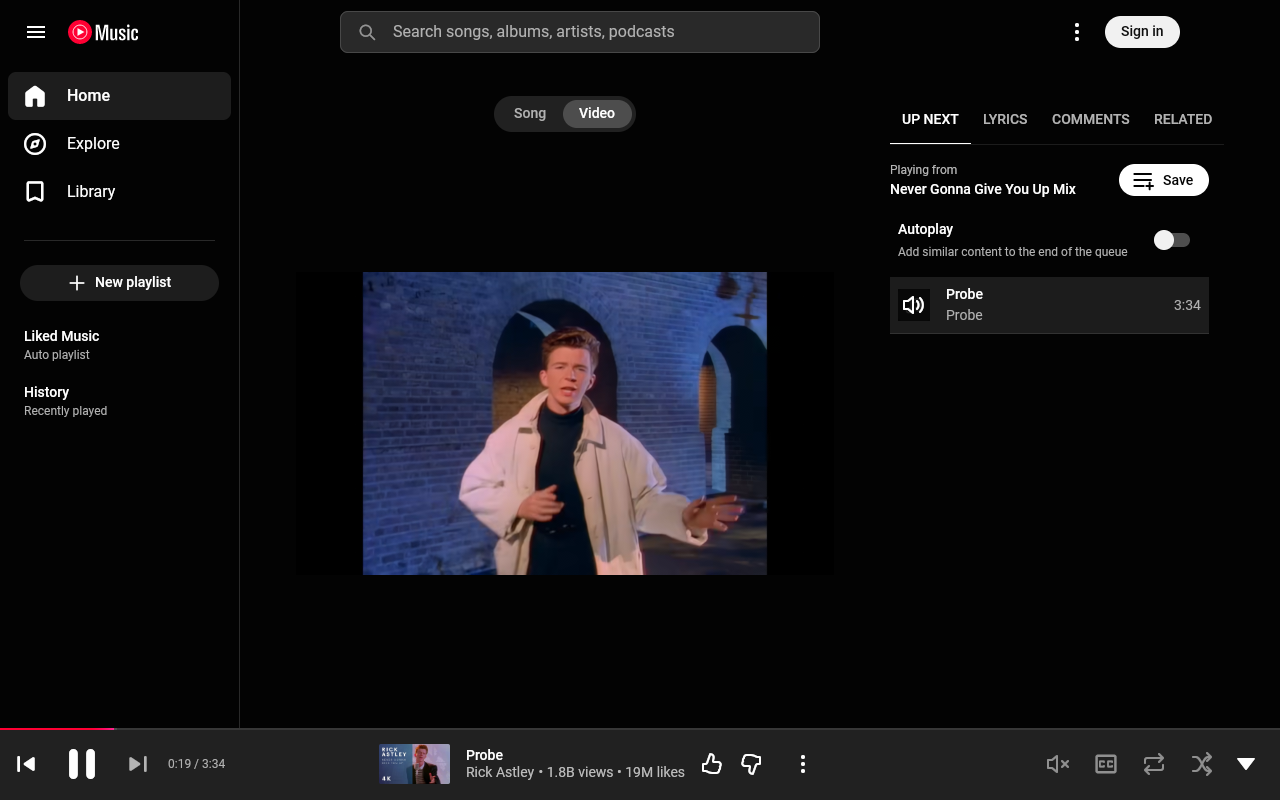 Music
Search songs, albums, artists, podcasts
Sign in
Home
Explore
Library
New playlist
Liked Music
Auto playlist
History
Recently played
Song
Video
UP NEXT
LYRICS
COMMENTS
RELATED
Playing from
Never Gonna Give You Up Mix
Save
Autoplay
Add similar content to the end of the queue
Probe
Probe
3:34
0:19 / 3:34
RICK
ASTLEY
4K
Probe
Rick Astley • 1.8B views • 19M likes
CC